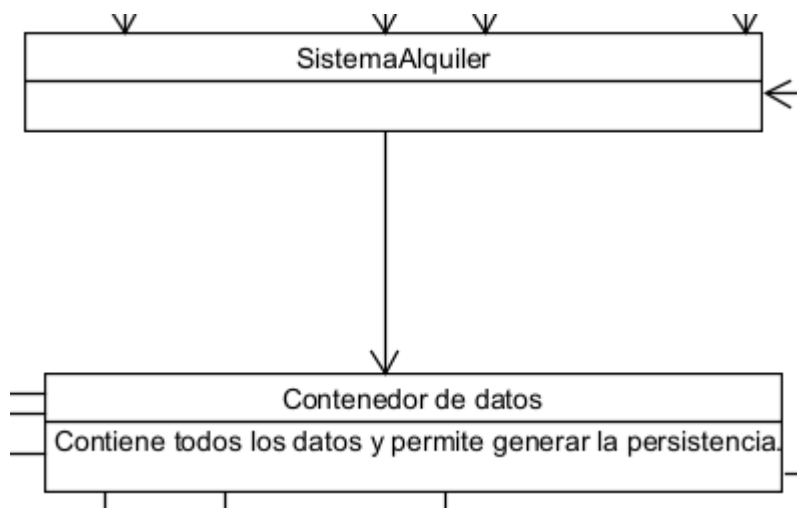 SistemaAlquiler
Contenedor de datos
Contiene todos los datos y permite generar la persistencia.